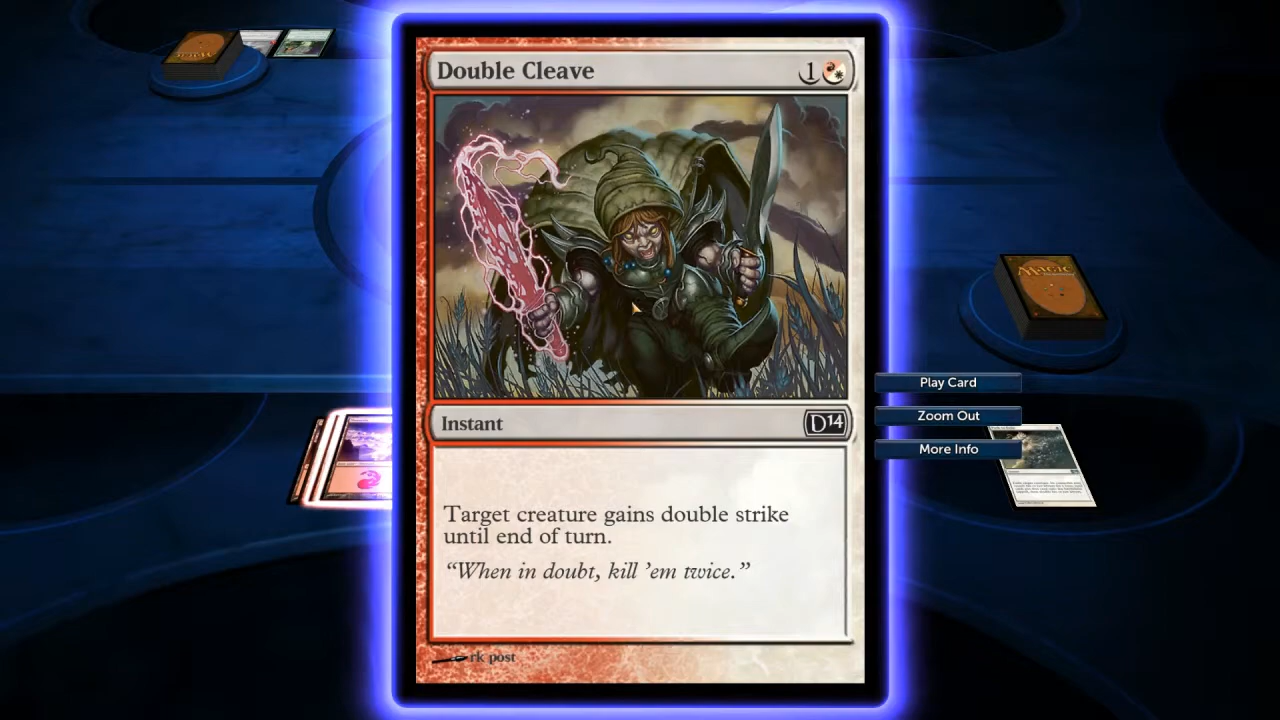 Double Cleave
1
Instant
D14
Target creature gains double strike
until end of turn.
“When in doubt, kill ’em twice.”
rk post
Play Card
Zoom Out
More Info
MAGIC